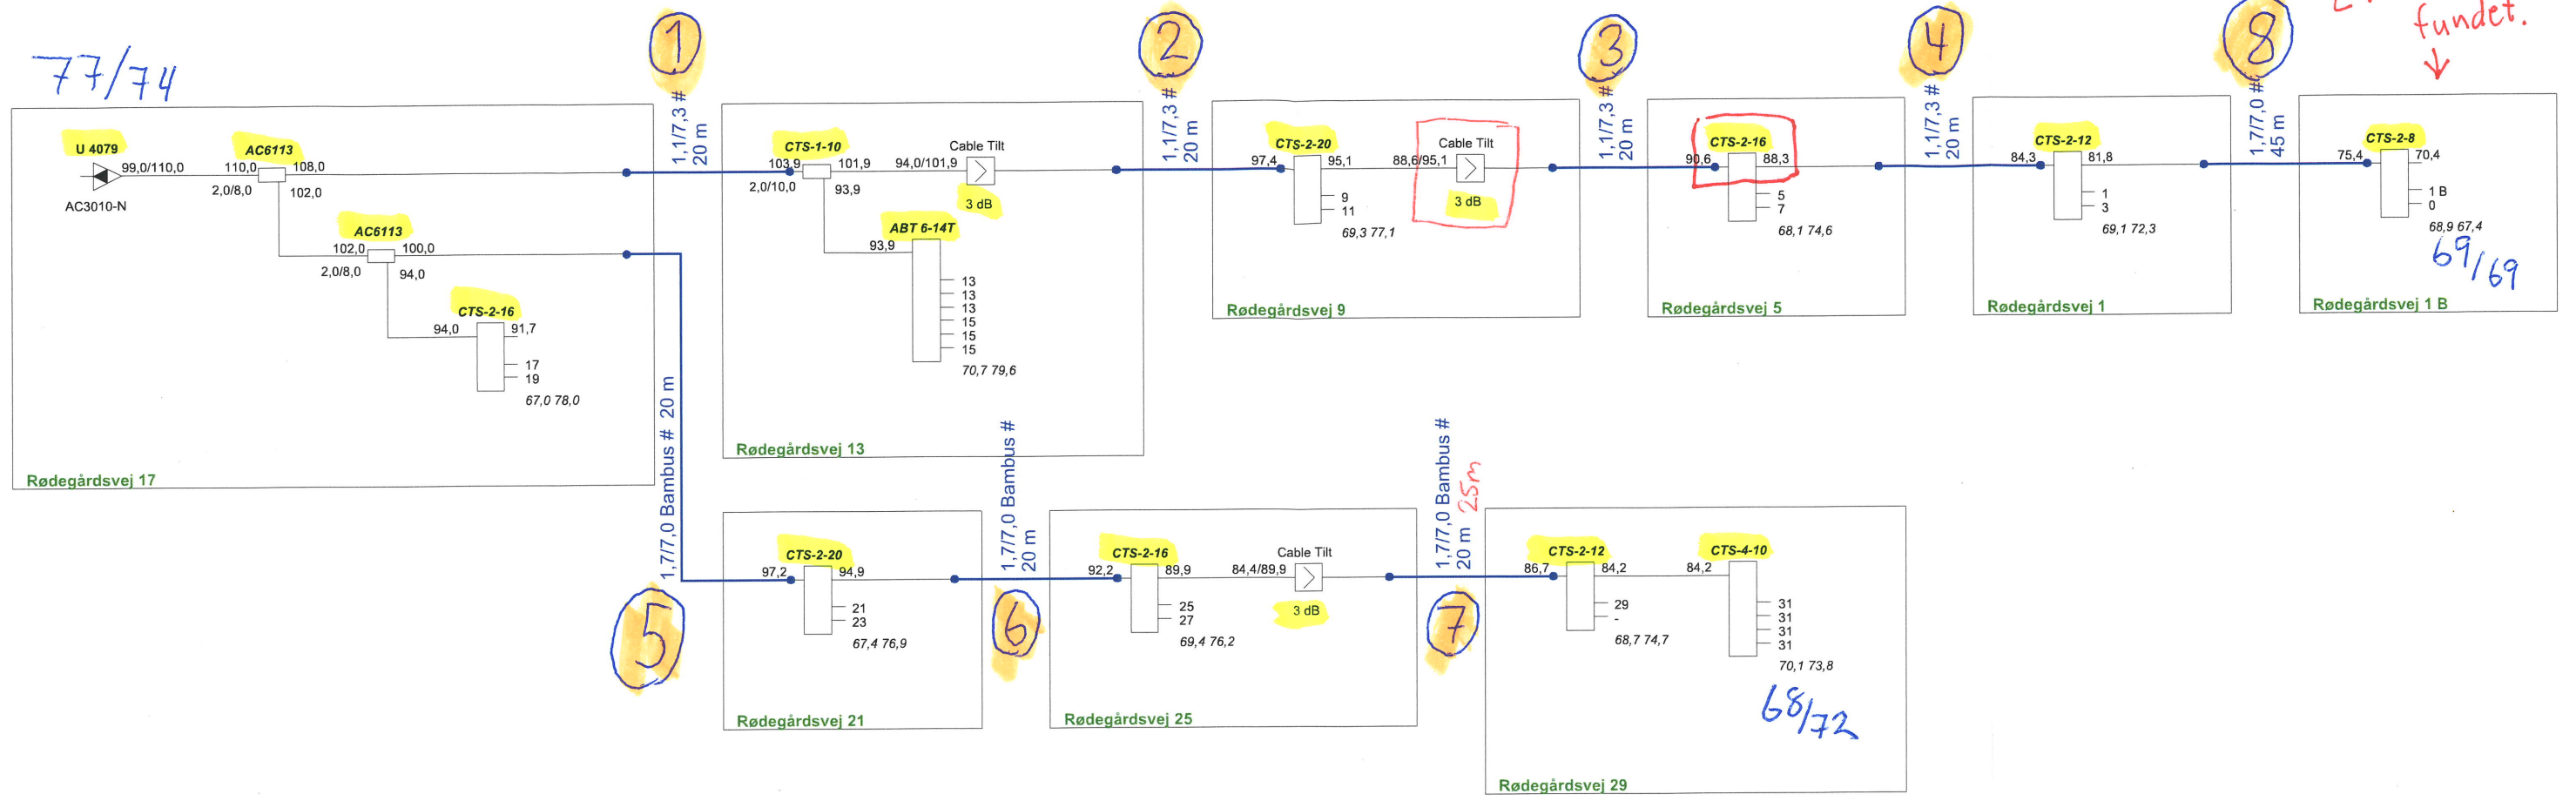 77/74
1
2
3
4
8
fundet.
1,1/7,3 #
20 m
1,1/7,3 #
20 m
1,1/7,3 #
20 m
1,1/7,3 #
20 m
1,7/7,0 #
45 m
U 4079
99,0/110,0
AC3010-N
AC6113
110,0
108,0
2,0/8,0
102,0
AC6113
102,0
100,0
2,0/8,0
94,0
CTS-2-16
94,0
91,7
17
19
67,0 78,0
Rødegårdsvej 17
CTS-1-10
103,9
101,9
2,0/10,0
93,9
94,0/101,9
Cable Tilt
3 dB
ABT 6-14T
93,9
13
13
13
15
15
15
70,7 79,6
Rødegårdsvej 13
CTS-2-20
97,4
95,1
9
11
69,3 77,1
88,6/95,1
Cable Tilt
3 dB
Rødegårdsvej 9
CTS-2-16
90,6
88,3
5
7
68,1 74,6
Rødegårdsvej 5
CTS-2-12
84,3
81,8
1
3
69,1 72,3
Rødegårdsvej 1
CTS-2-8
75,4
70,4
1 B
0
68,9 67,4
69/69
Rødegårdsvej 1 B
1,7/7,0 Bambus # 20 m
5
CTS-2-20
97,2
94,9
21
23
67,4 76,9
Rødegårdsvej 21
1,7/7,0 Bambus #
20 m
6
CTS-2-16
92,2
89,9
25
27
69,4 76,2
84,4/89,9
Cable Tilt
3 dB
Rødegårdsvej 25
1,7/7,0 Bambus #
20 m
25m
7
CTS-2-12
86,7
84,2
29
-
68,7 74,7
CTS-4-10
84,2
31
31
31
31
70,1 73,8
68/72
Rødegårdsvej 29